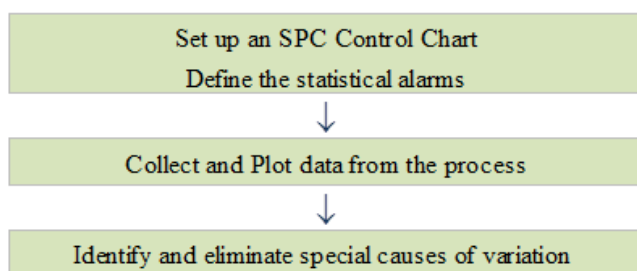 Set up an SPC Control Chart
Define the statistical alarms
Collect and Plot data from the process
Identify and eliminate special causes of variation